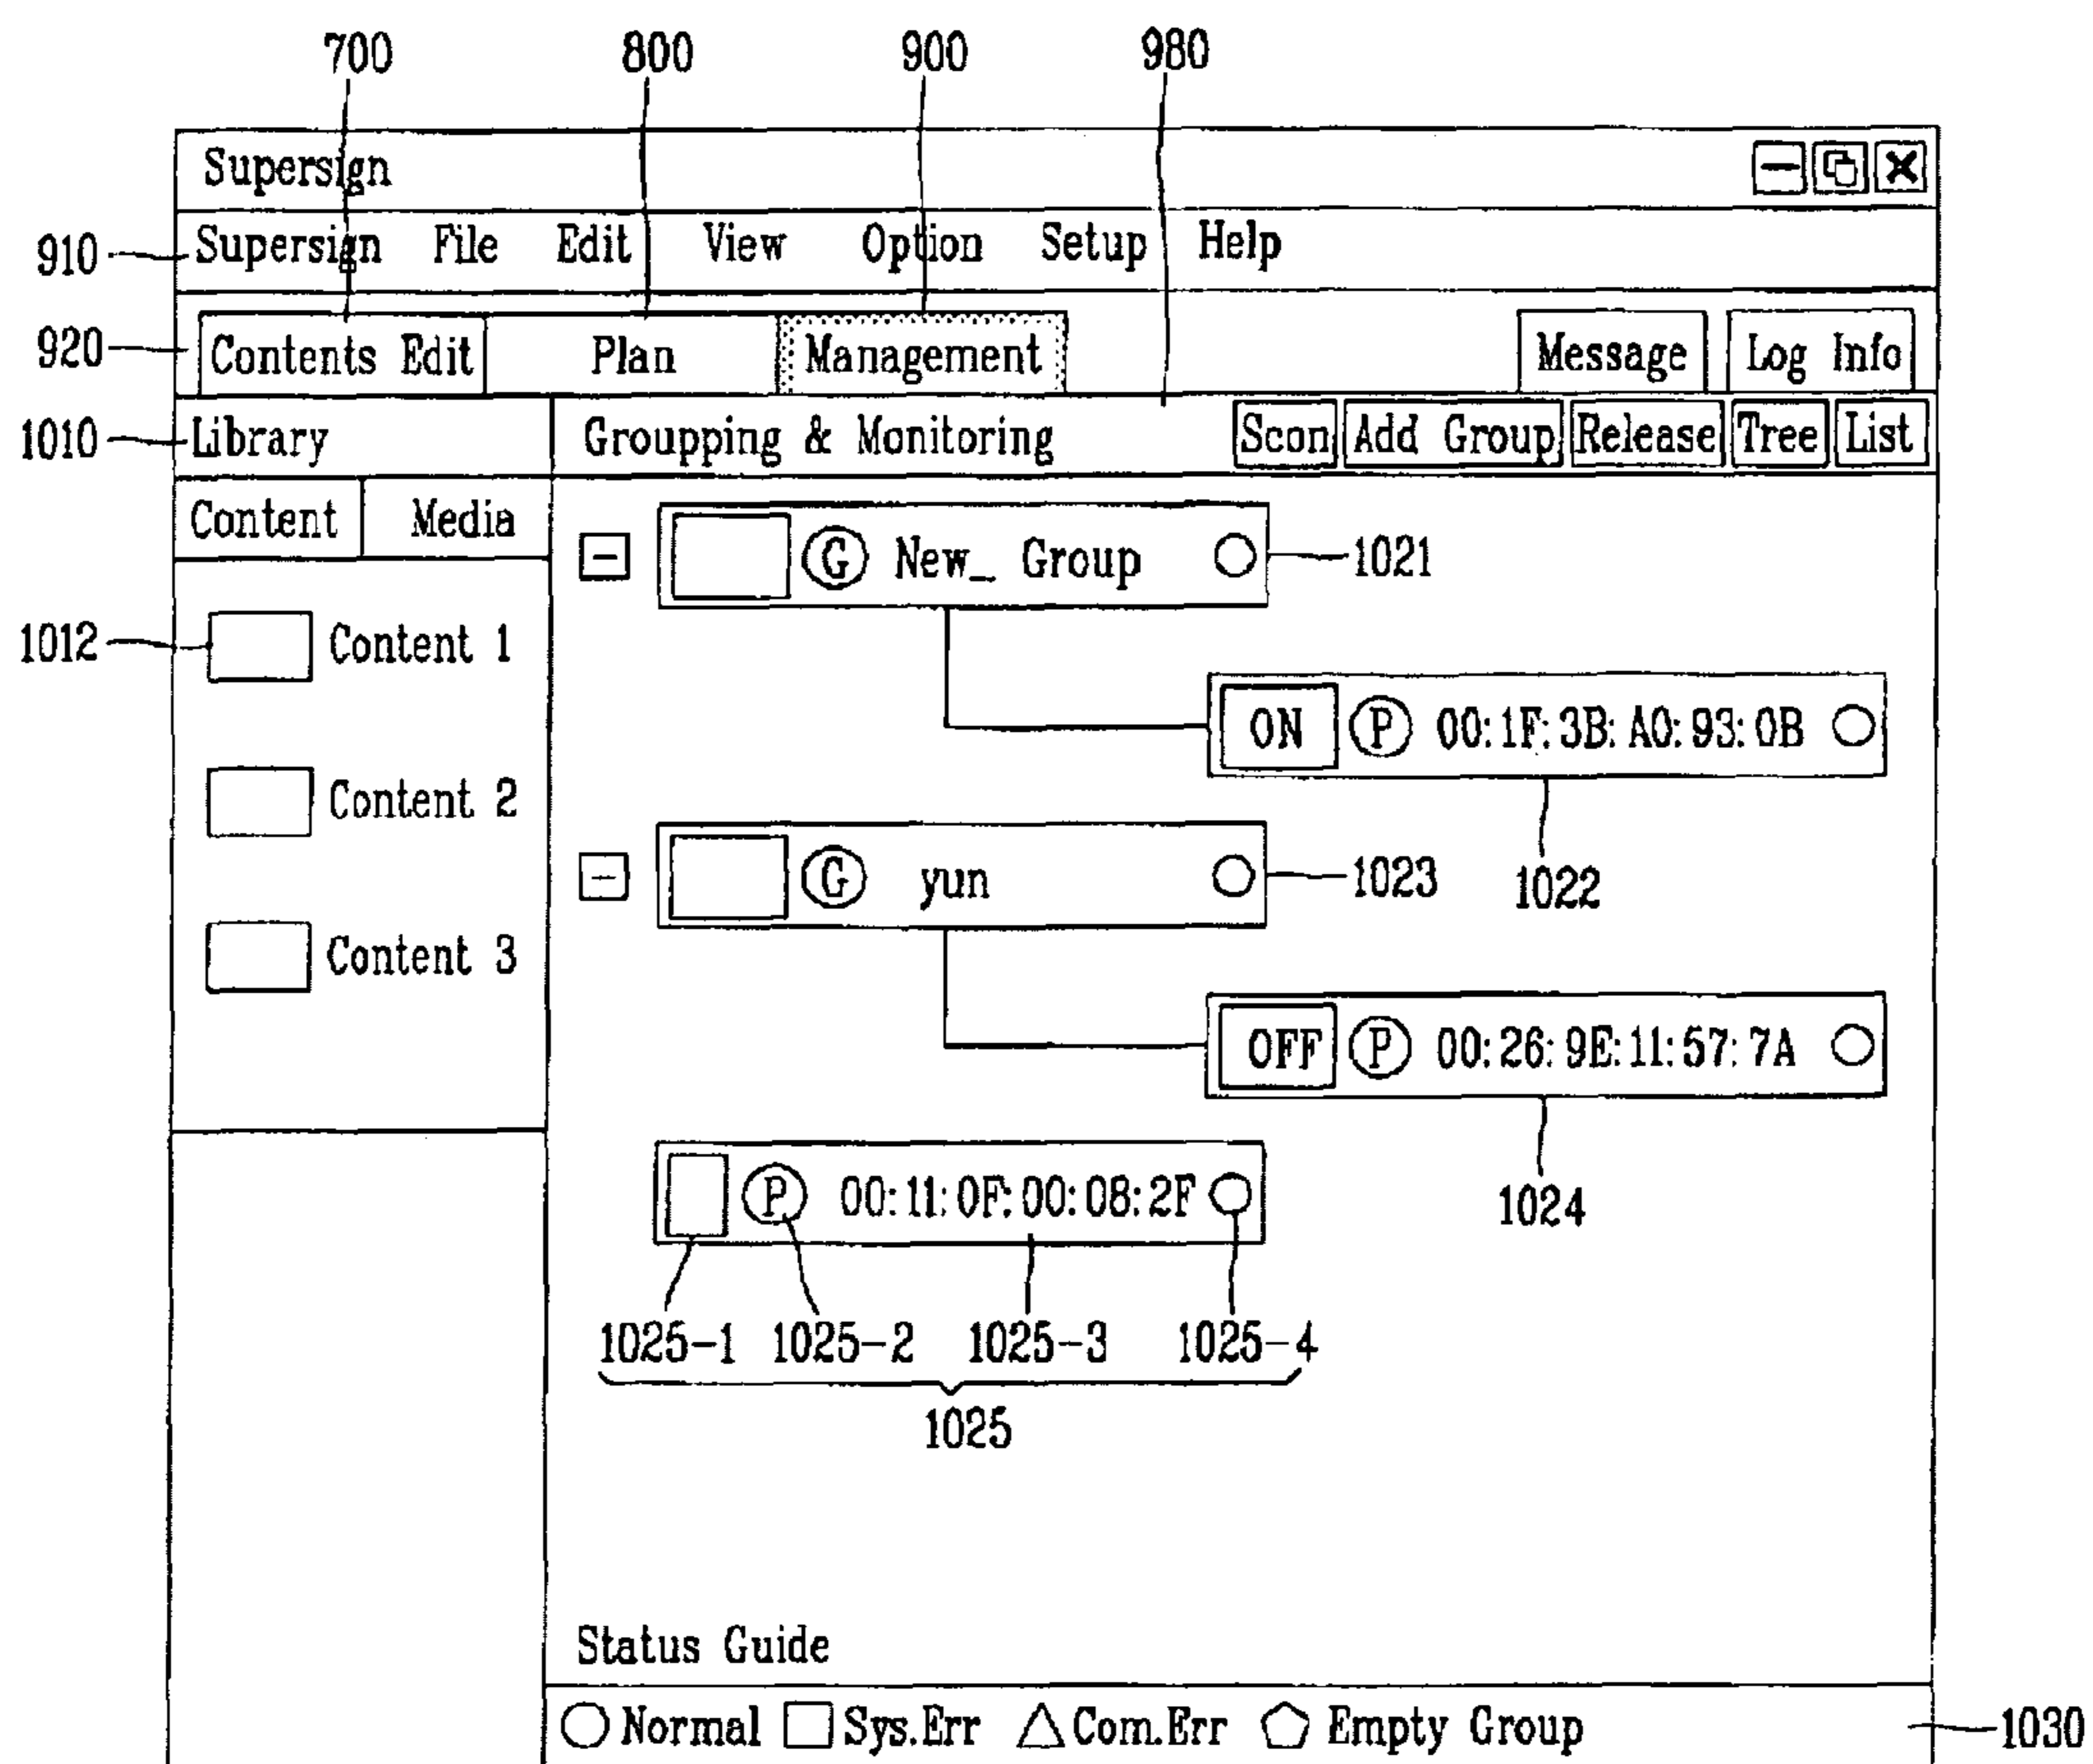 700 800 900 980
Supersign
910 Supersign File Edit View Option Setup Help
920 Contents Edit Plan Management Message Log Info
1010 Library Groupping & Monitoring Scon Add Group Release Tree List
Content Media
G New_ Group 1021
1012 Content 1
ON P 00:1F:3B:A0:93:0B
Content 2
G yun 1023 1022
Content 3
OFF P 00:26:9E:11:57:7A
P 00:11:0F:00:08:2F 1024
1025-1 1025-2 1025-3 1025-4
1025
Status Guide
Normal Sys.Err Com.Err Empty Group 1030